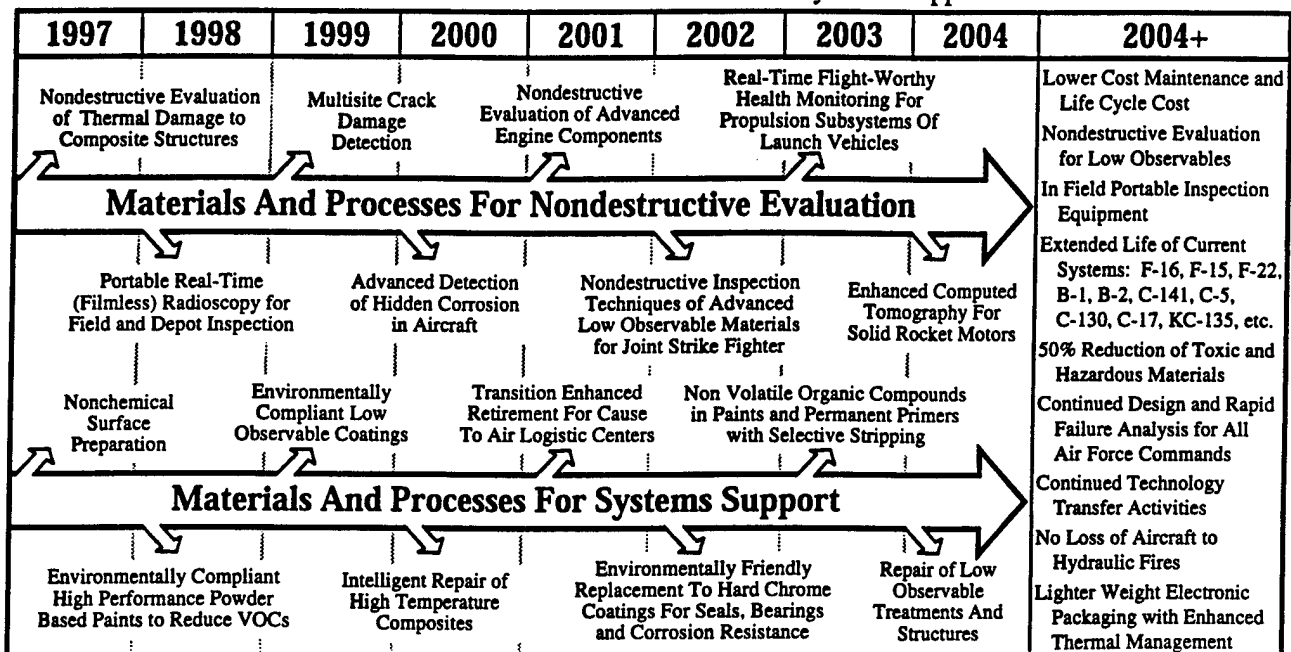 1997 1998 1999 2000 2001 2002 2003 2004 2004+
Nondestructive Evaluation
of Thermal Damage to
Composite Structures
Multisite Crack
Damage
Detection
Nondestructive
Evaluation of Advanced
Engine Components
Real-Time Flight-Worthy
Health Monitoring For
Propulsion Subsystems Of
Launch Vehicles
Materials And Processes For Nondestructive Evaluation
Portable Real-Time
(Filmless) Radioscopy for
Field and Depot Inspection
Advanced Detection
of Hidden Corrosion
in Aircraft
Nondestructive Inspection
Techniques of Advanced
Low Observable Materials
for Joint Strike Fighter
Enhanced Computed
Tomography For
Solid Rocket Motors
Nonchemical
Surface
Preparation
Environmentally
Compliant Low
Observable Coatings
Transition Enhanced
Retirement For Cause
To Air Logistic Centers
Non Volatile Organic Compounds
in Paints and Permanent Primers
with Selective Stripping
Materials And Processes For Systems Support
Environmentally Compliant
High Performance Powder
Based Paints to Reduce VOCs
Intelligent Repair of
High Temperature
Composites
Environmentally Friendly
Replacement To Hard Chrome
Coatings For Seals, Bearings
and Corrosion Resistance
Repair of Low
Observable
Treatments And
Structures
Lower Cost Maintenance and
Life Cycle Cost
Nondestructive Evaluation
for Low Observables
In Field Portable Inspection
Equipment
Extended Life of Current
Systems: F-16, F-15, F-22,
B-1, B-2, C-141, C-5,
C-130, C-17, KC-135, etc.
50% Reduction of Toxic and
Hazardous Materials
Continued Design and Rapid
Failure Analysis for All
Air Force Commands
Continued Technology
Transfer Activities
No Loss of Aircraft to
Hydraulic Fires
Lighter Weight Electronic
Packaging with Enhanced
Thermal Management